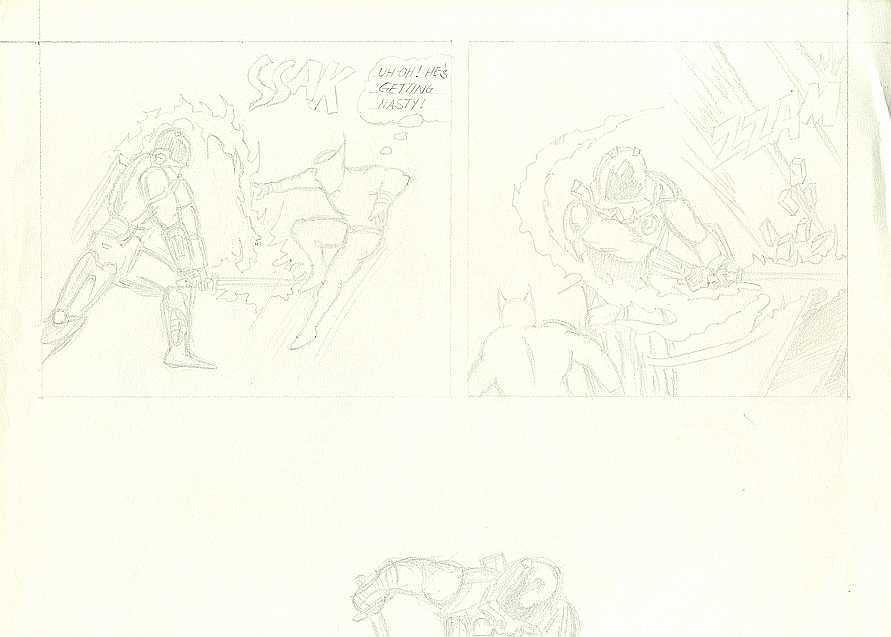 SSAK
UH-OH! HE'S
GETTING
NASTY!
ZZAM